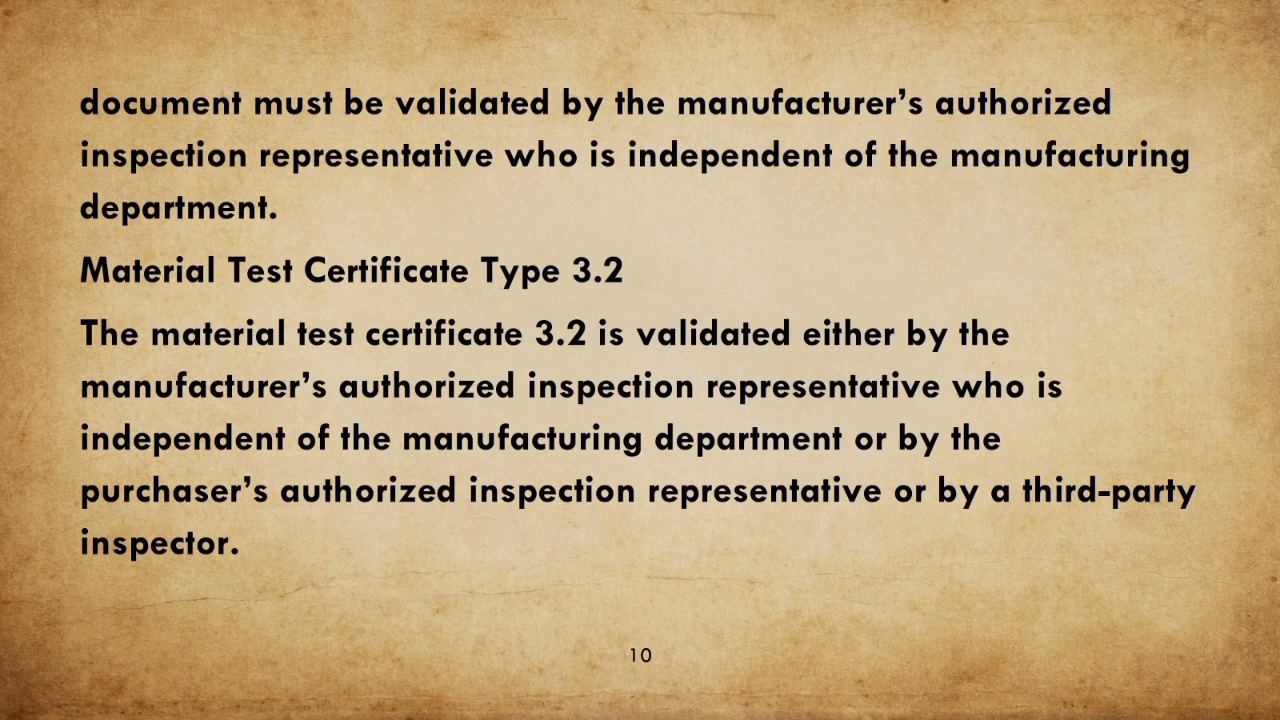 document must be validated by the manufacturer’s authorized
inspection representative who is independent of the manufacturing
department.
Material Test Certificate Type 3.2
The material test certificate 3.2 is validated either by the
manufacturer’s authorized inspection representative who is
independent of the manufacturing department or by the
purchaser’s authorized inspection representative or by a third-party
inspector.
10